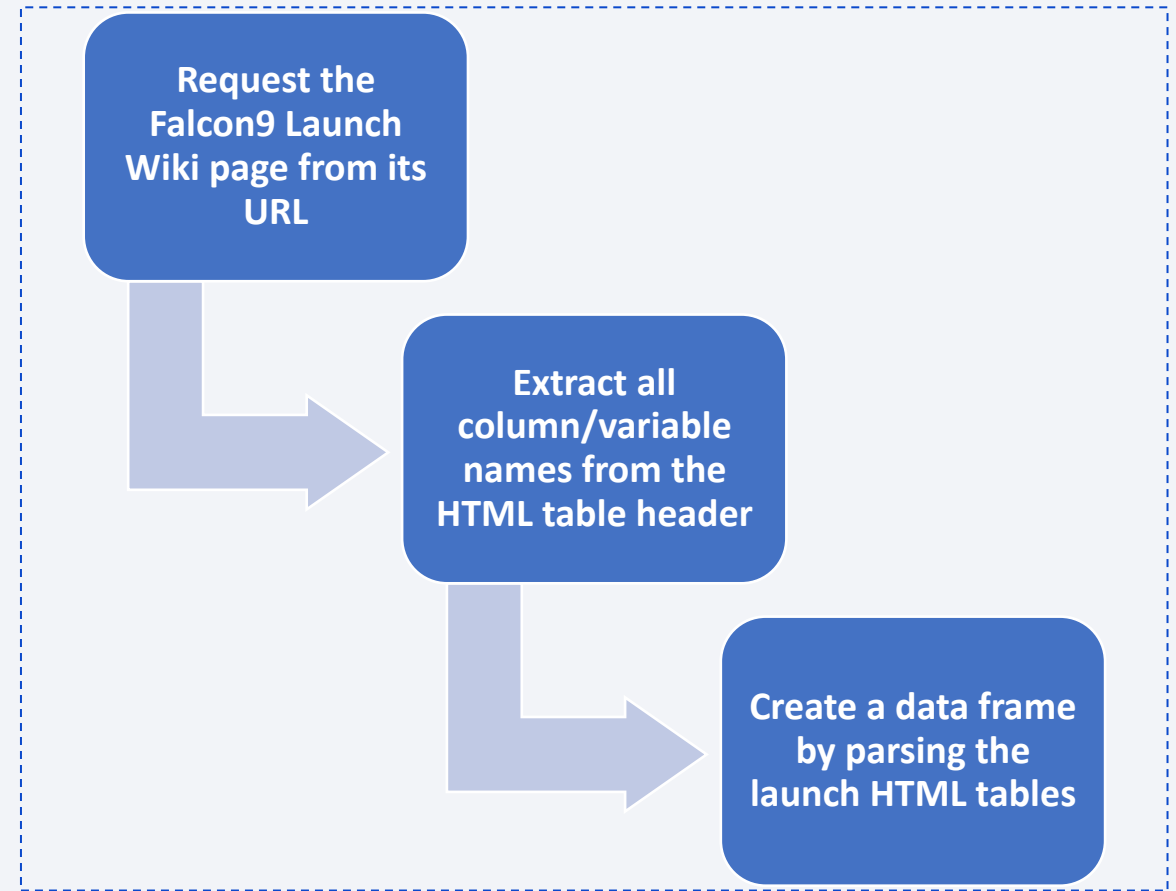 Request the
Falcon9 Launch
Wiki page from its
URL
Extract all
column/variable
names from the
HTML table header
Create a data frame
by parsing the
launch HTML tables